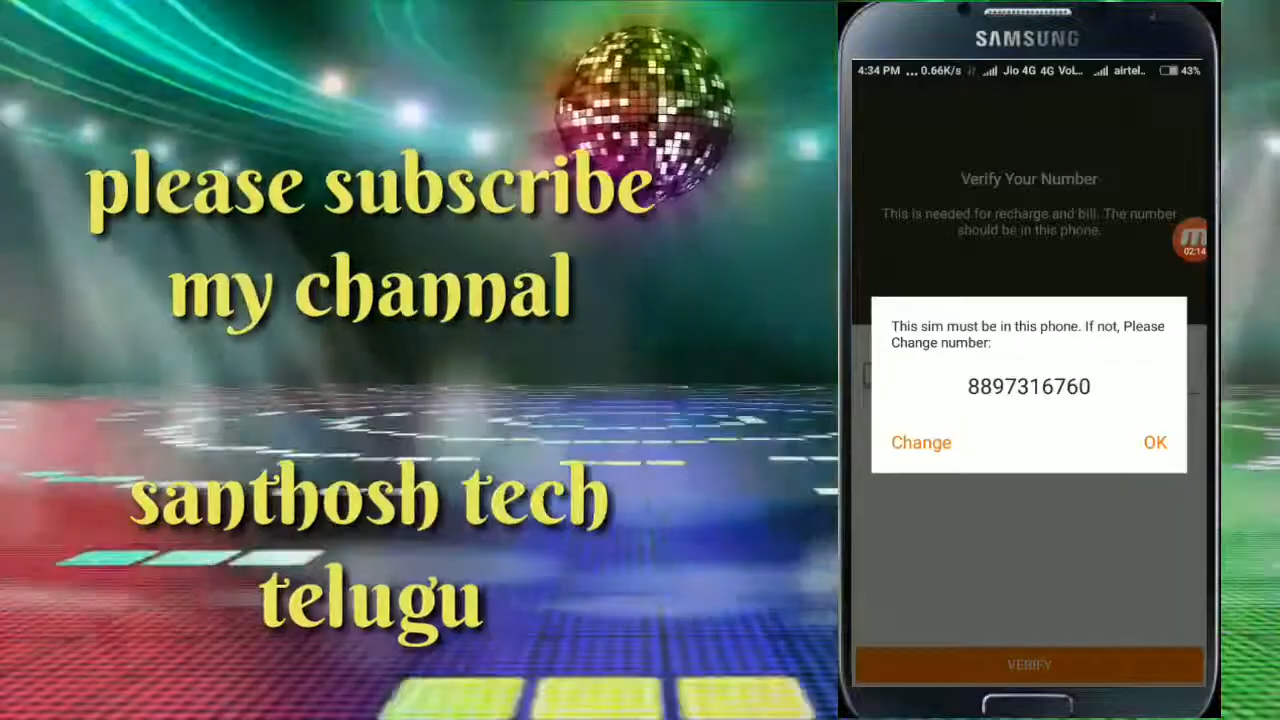 please subscribe
my channal
santhosh tech
telugu
SAMSUNG
4:34 PM ... 0.66K/s Jio 4G 4G VoL... airtel... 43%
Verify Your Number
This is needed for recharge and bill. The number
should be in this phone.
02:14
This sim must be in this phone. If not, Please
Change number:
8897316760
Change OK
VERIFY